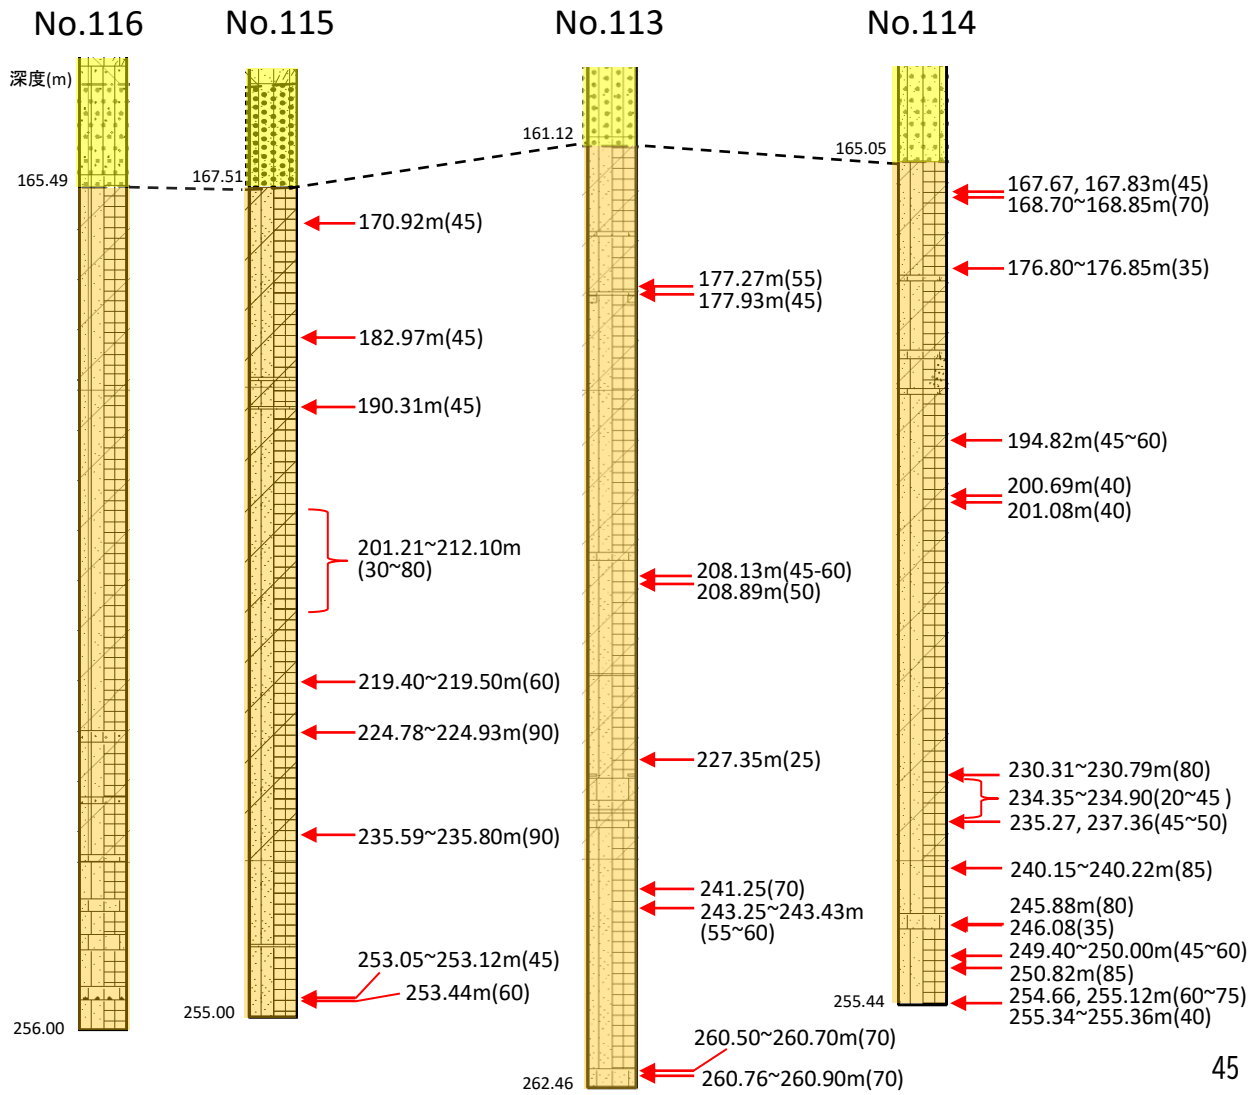 No.116
No.115
No.113
No.114
深度(m)
165.49
256.00
167.51
170.92m(45)
182.97m(45)
190.31m(45)
201.21~212.10m
(30~80)
219.40~219.50m(60)
224.78~224.93m(90)
235.59~235.80m(90)
253.05~253.12m(45)
253.44m(60)
255.00
161.12
177.27m(55)
177.93m(45)
208.13m(45-60)
208.89m(50)
227.35m(25)
241.25(70)
243.25~243.43m
(55~60)
260.50~260.70m(70)
260.76~260.90m(70)
262.46
165.05
167.67, 167.83m(45)
168.70~168.85m(70)
176.80~176.85m(35)
194.82m(45~60)
200.69m(40)
201.08m(40)
230.31~230.79m(80)
234.35~234.90(20~45 )
235.27, 237.36(45~50)
240.15~240.22m(85)
245.88m(80)
246.08(35)
249.40~250.00m(45~60)
250.82m(85)
254.66, 255.12m(60~75)
255.34~255.36m(40)
255.44
45